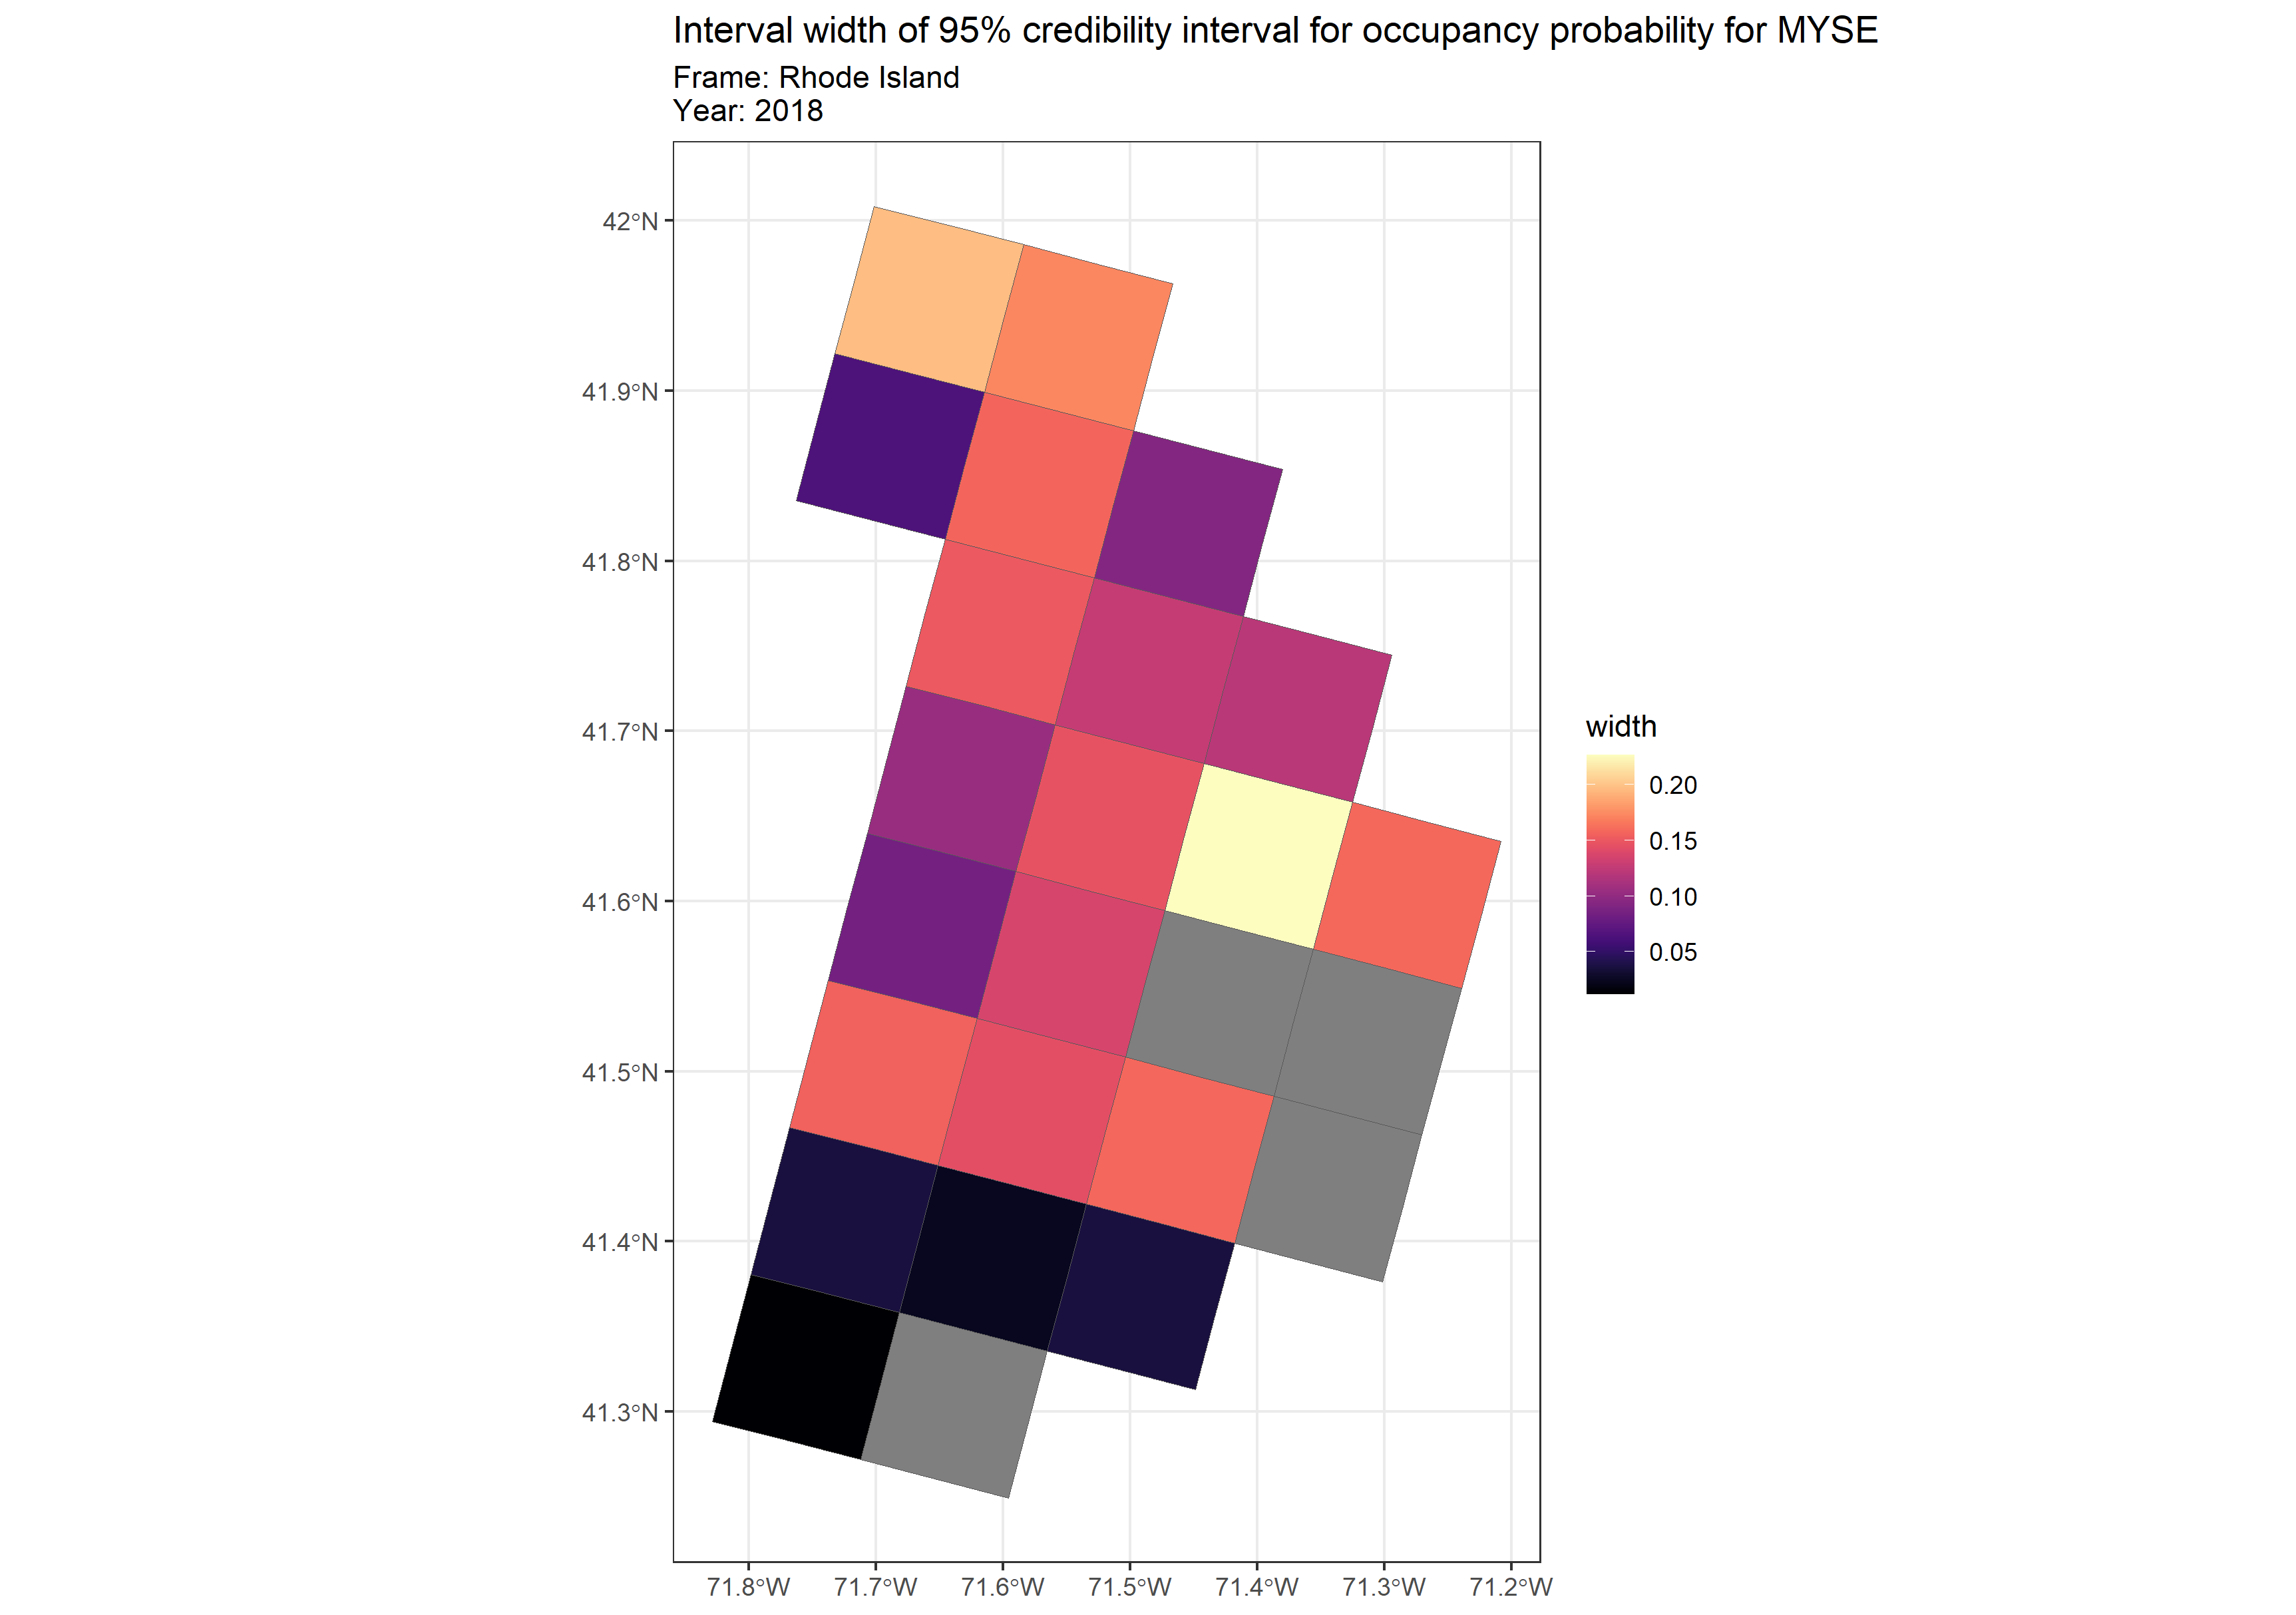 Interval width of 95% credibility interval for occupancy probability for MYSE
Frame: Rhode Island
Year: 2018
42°N
41.9°N
41.8°N
41.7°N
41.6°N
41.5°N
41.4°N
41.3°N
71.8°W 71.7°W 71.6°W 71.5°W 71.4°W 71.3°W 71.2°W
width
0.20
0.15
0.10
0.05